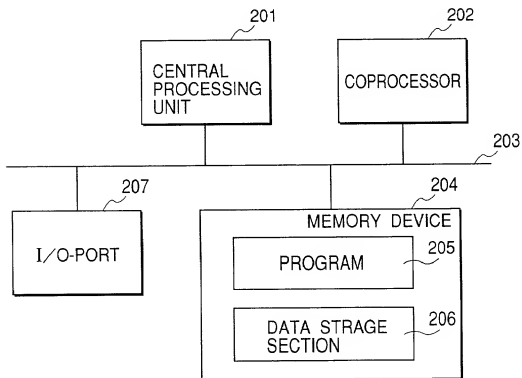 201
202
CENTRAL
PROCESSING
UNIT
COPROCESSOR
203
207
204
I/O-PORT
MEMORY DEVICE
205
PROGRAM
206
DATA STRAGE
SECTION